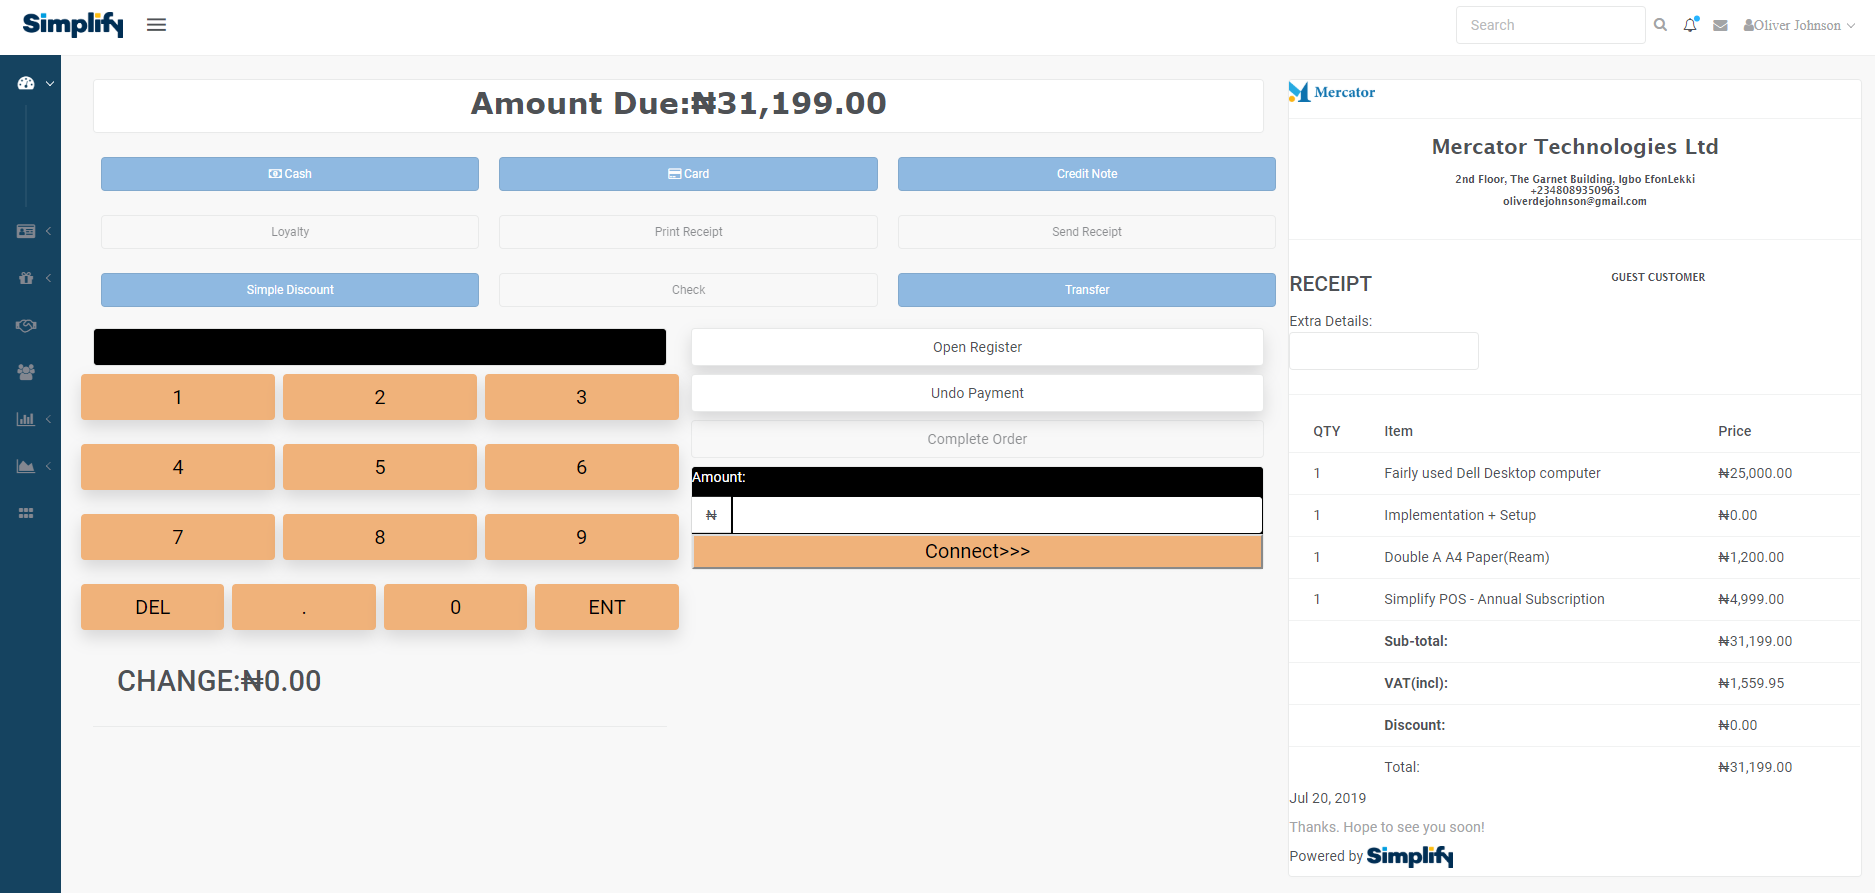 Simplify
Search
Oliver Johnson
Amount Due:₦31,199.00
Cash
Card
Credit Note
Loyalty
Print Receipt
Send Receipt
Simple Discount
Check
Transfer
Open Register
Undo Payment
Complete Order
1
2
3
4
5
6
7
8
9
DEL
.
0
ENT
Amount:
₦
Connect>>>
CHANGE:₦0.00
Mercator
Mercator Technologies Ltd
2nd Floor, The Garnet Building, Igbo EfonLekki
+2348089350963
oliverdejohnson@gmail.com
RECEIPT
GUEST CUSTOMER
Extra Details:
QTY Item Price
1 Fairly used Dell Desktop computer ₦25,000.00
1 Implementation + Setup ₦0.00
1 Double A A4 Paper(Ream) ₦1,200.00
1 Simplify POS - Annual Subscription ₦4,999.00
Sub-total: ₦31,199.00
VAT(incl): ₦1,559.95
Discount: ₦0.00
Total: ₦31,199.00
Jul 20, 2019
Thanks. Hope to see you soon!
Powered by Simplify